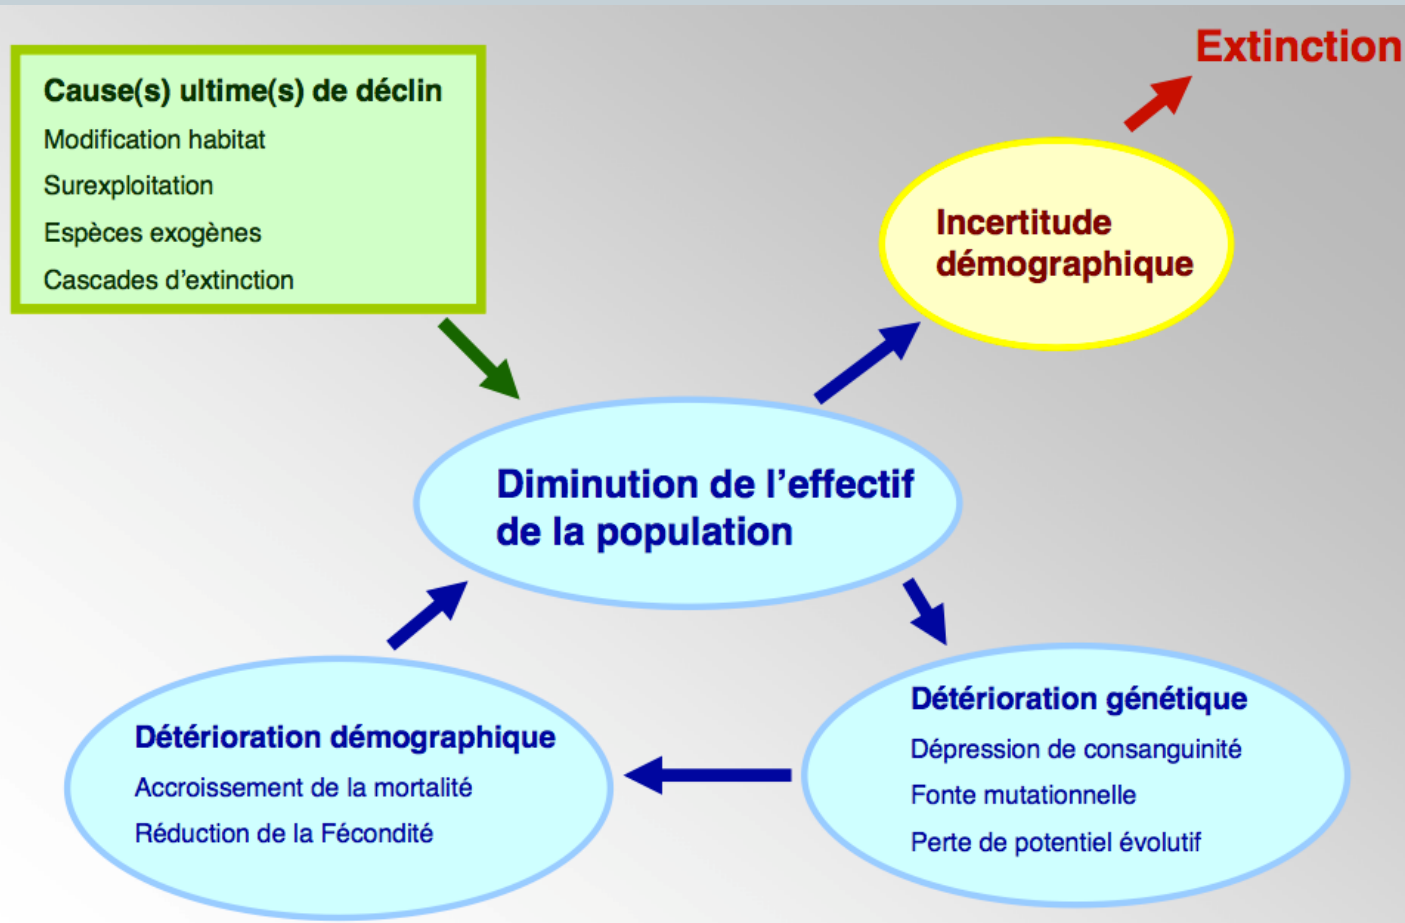 Extinction
Cause(s) ultime(s) de déclin
Modification habitat
Surexploitation
Espèces exogènes
Cascades d'extinction
Incertitude
démographique
Diminution de l'effectif
de la population
Détérioration génétique
Dépression de consanguinité
Fonte mutationnelle
Perte de potentiel évolutif
Détérioration démographique
Accroissement de la mortalité
Réduction de la Fécondité